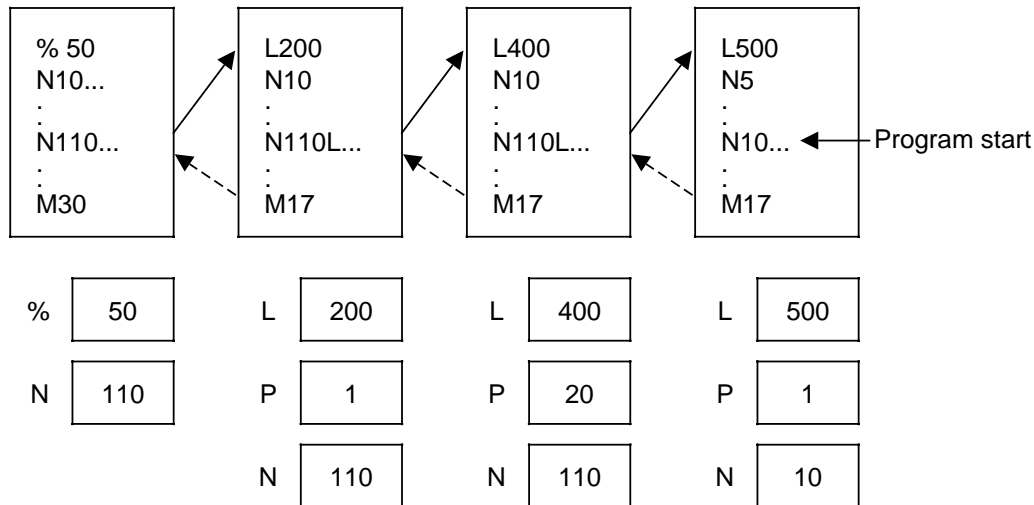 % 50
N10...
:
N110...
:
M30
L200
N10
:
N110L...
:
M17
L400
N10
:
N110L...
:
M17
L500
N5
:
N10...
:
M17
Program start
% 50
L 200
L 400
L 500
N 110
P 1
P 20
P 1
N 110
N 110
N 10